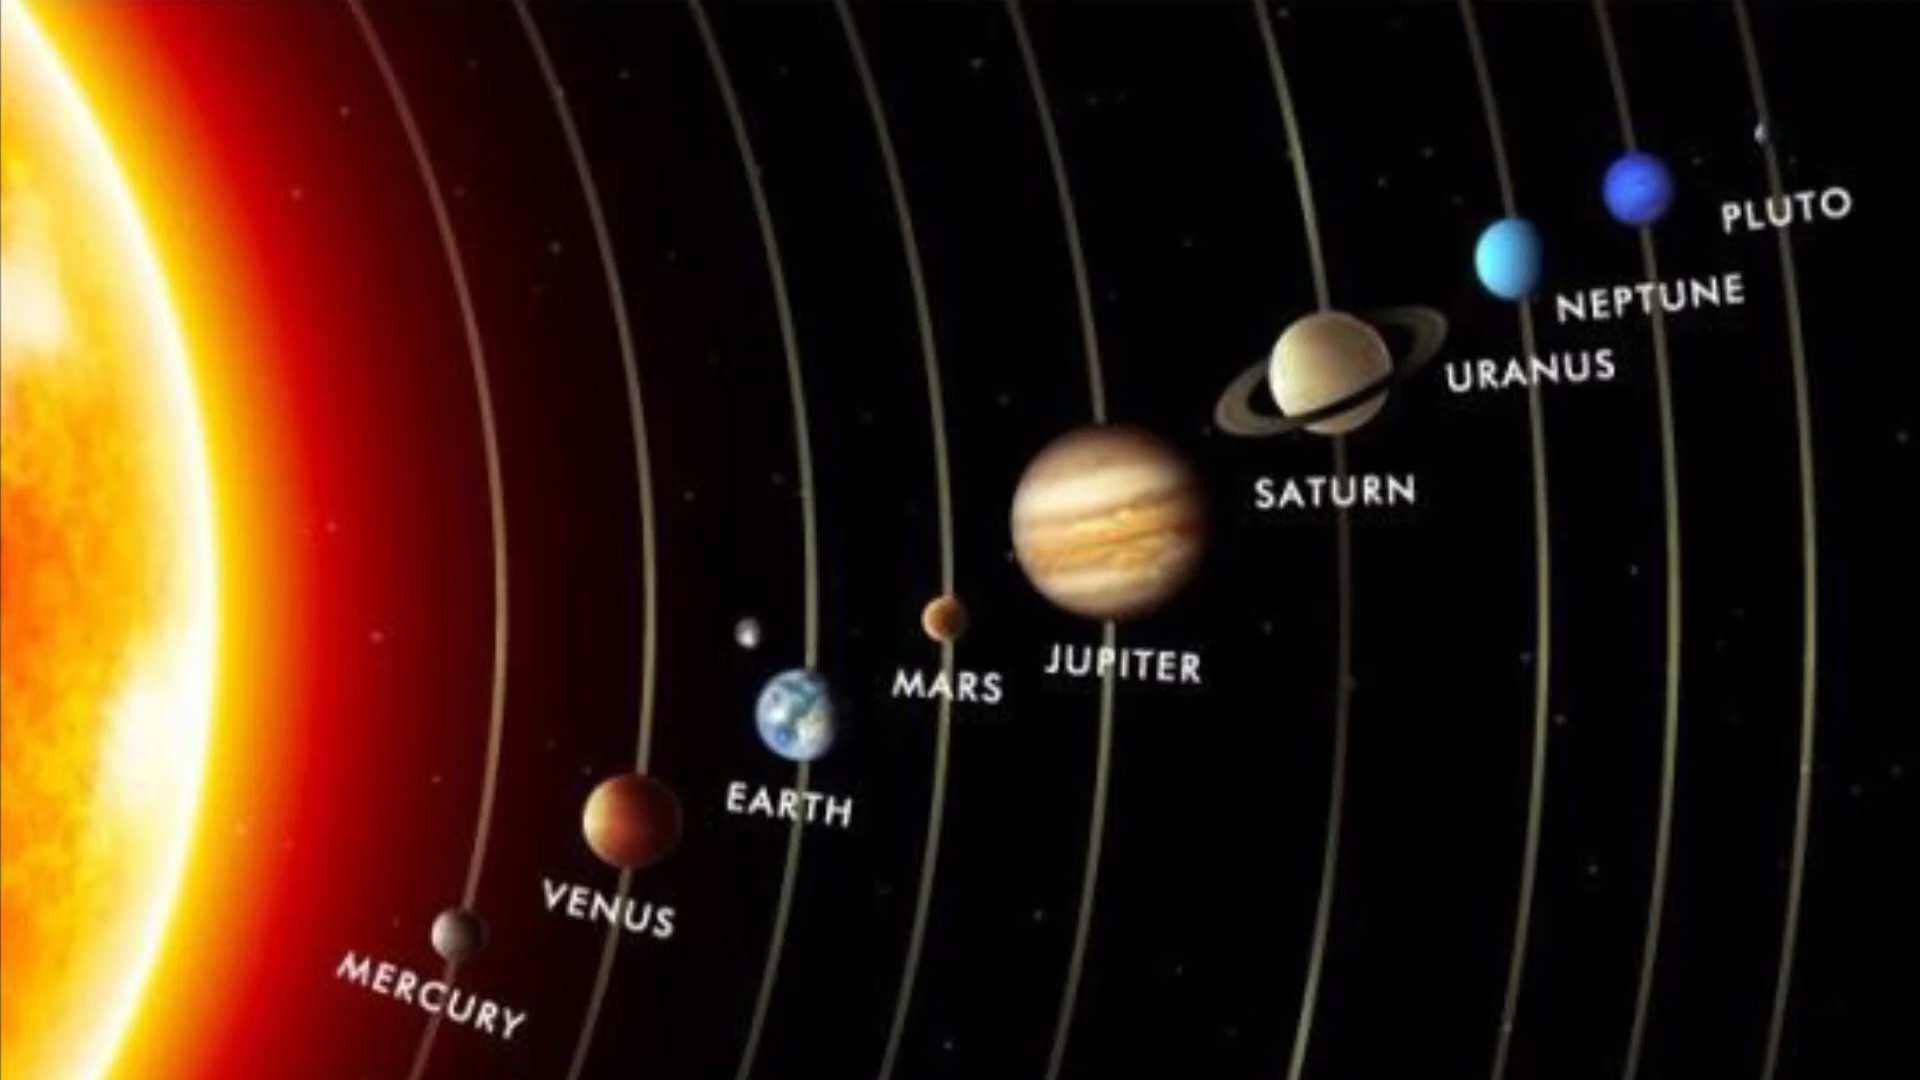 MERCURY
VENUS
EARTH
MARS
JUPITER
SATURN
URANUS
NEPTUNE
PLUTO